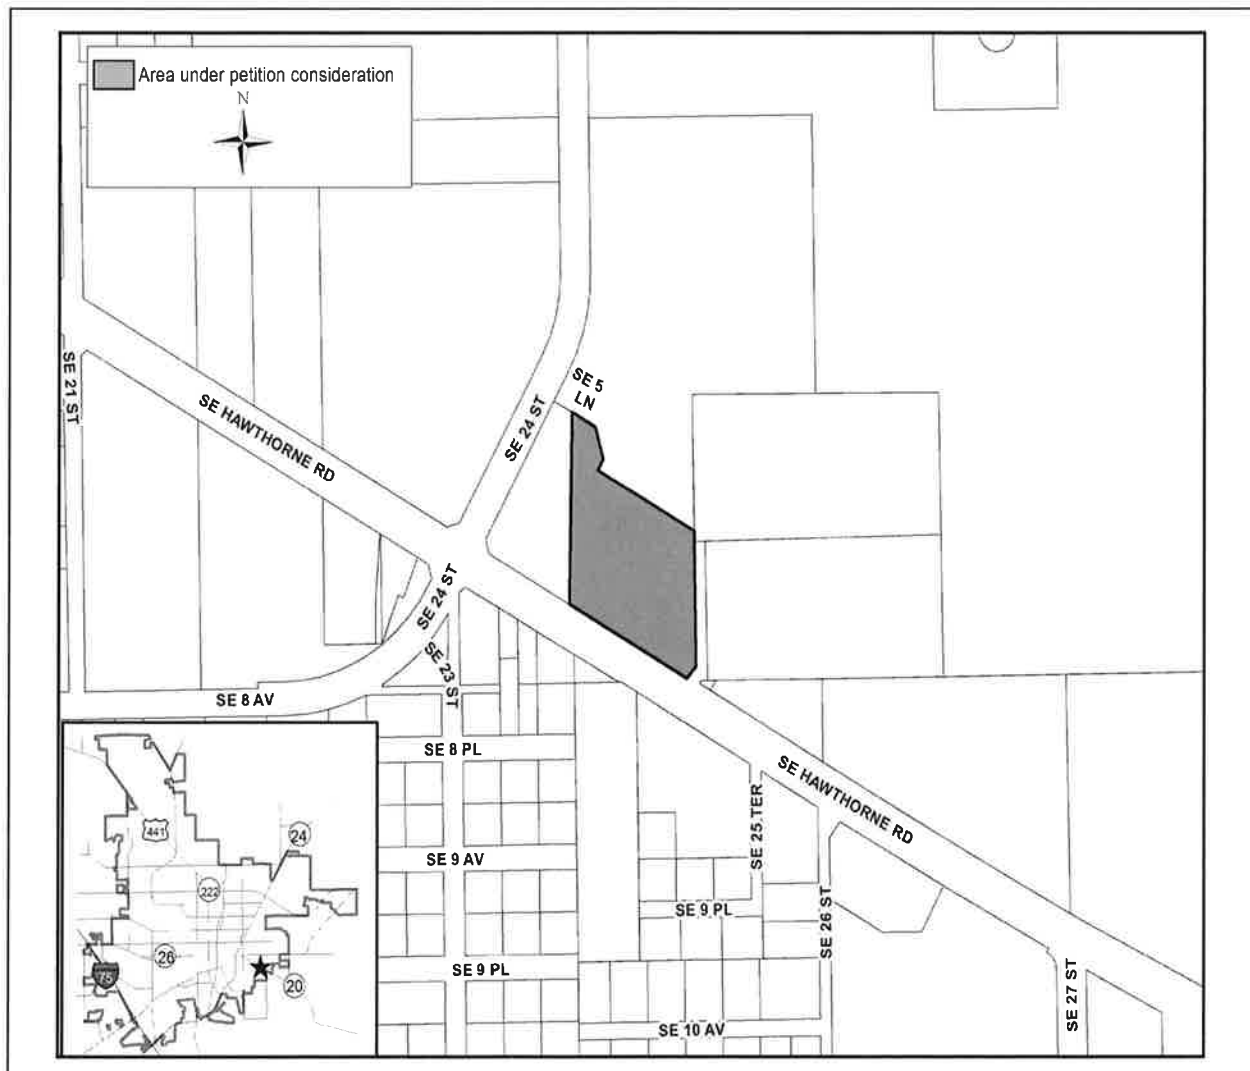 Area under petition consideration
N
SE 5
LN
SE 21 ST
SE HAWTHORNE RD
SE 24 ST
SE 24 ST
SE 23 ST
SE 8 AV
SE 8 PL
SE HAWTHORNE RD
SE 25 TER
SE 9 AV
SE 9 PL
SE 26 ST
SE 9 PL
SE 27 ST
SE 10 AV
441
24
222
26
75
20